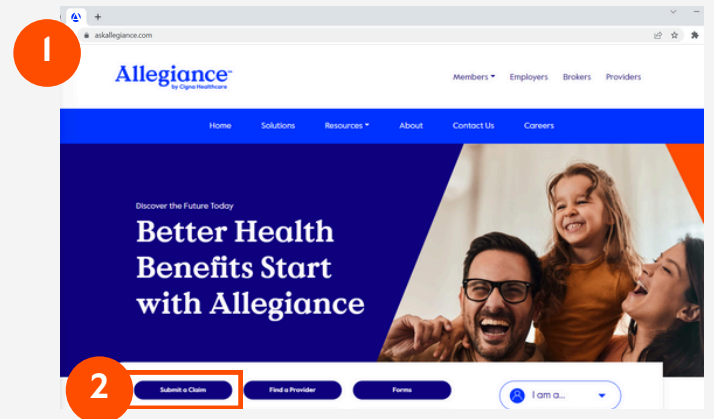 1
askallegiance.com
Allegiance
by Cigna Healthcare
Members Employers Brokers Providers
Home Solutions Resources About Contact Us Careers
Discover the Future Today
Better Health
Benefits Start
with Allegiance
2
Submit a Claim Find a Provider Forms I am a...